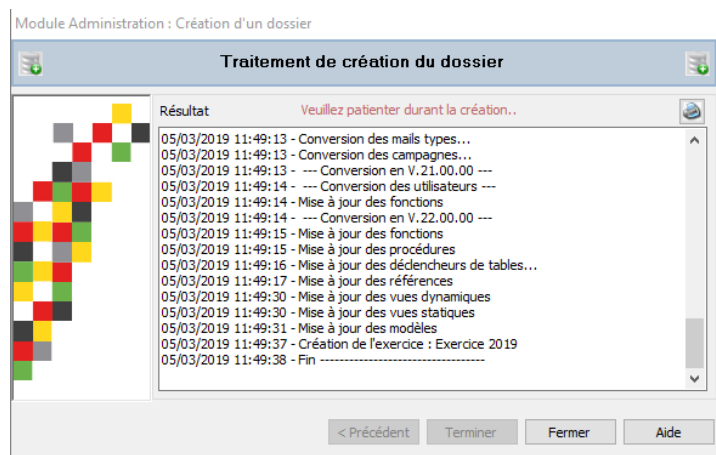 Module Administration : Création d'un dossier
Traitement de création du dossier
Résultat
Veuillez patienter durant la création..
05/03/2019 11:49:13 - Conversion des mails types...
05/03/2019 11:49:13 - Conversion des campagnes...
05/03/2019 11:49:13 -  --- Conversion en V.21.00.00 ---
05/03/2019 11:49:14 -  --- Conversion des utilisateurs ---
05/03/2019 11:49:14 - Mise à jour des fonctions
05/03/2019 11:49:14 -  --- Conversion en V.22.00.00 ---
05/03/2019 11:49:15 - Mise à jour des fonctions
05/03/2019 11:49:15 - Mise à jour des procédures
05/03/2019 11:49:16 - Mise à jour des déclencheurs de tables...
05/03/2019 11:49:17 - Mise à jour des références
05/03/2019 11:49:30 - Mise à jour des vues dynamiques
05/03/2019 11:49:30 - Mise à jour des vues statiques
05/03/2019 11:49:31 - Mise à jour des modèles
05/03/2019 11:49:37 - Création de l'exercice : Exercice 2019
05/03/2019 11:49:38 - Fin -----------------------------------
< Précédent
Terminer
Fermer
Aide